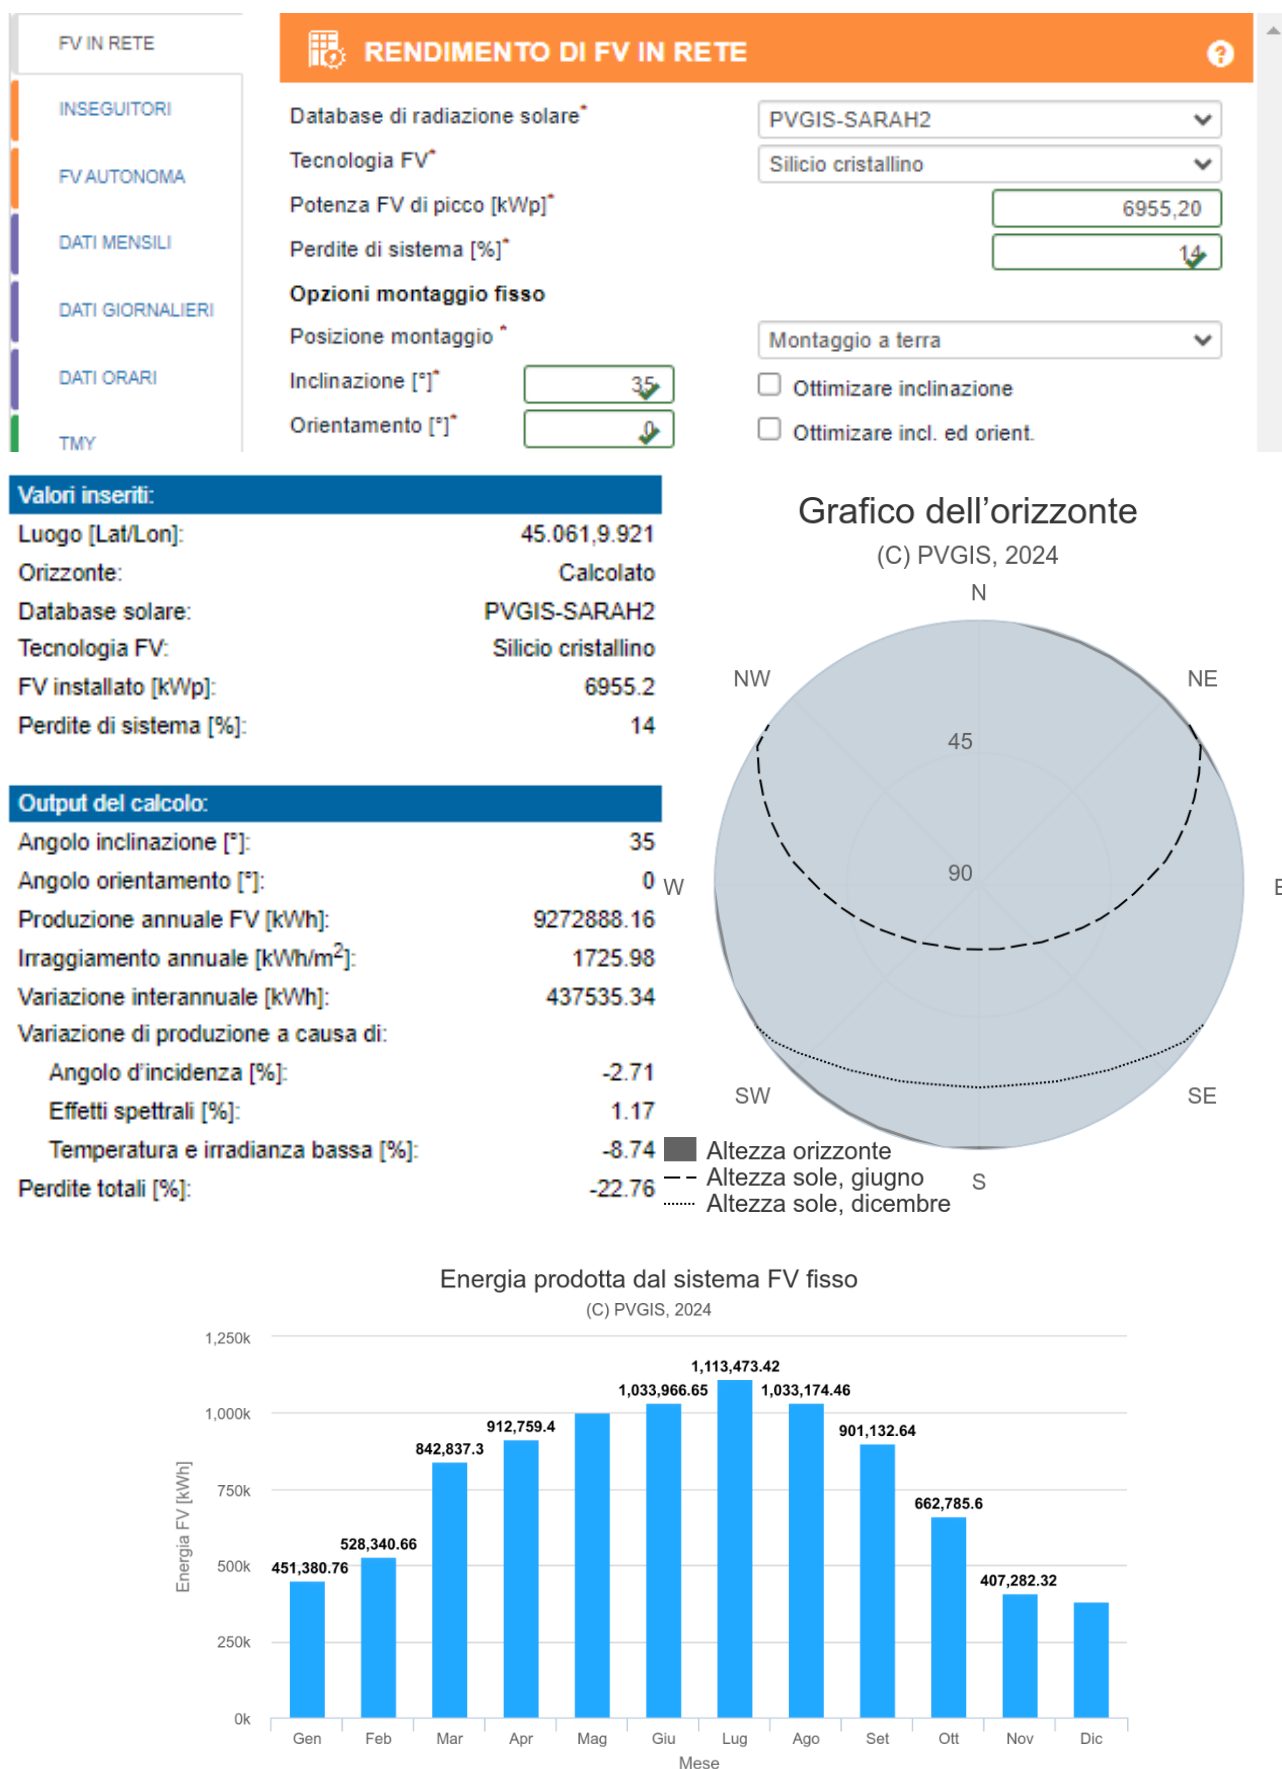 FV IN RETE
RENDIMENTO DI FV IN RETE
?
INSEGUITORI
FV AUTONOMA
DATI MENSILI
DATI GIORNALIERI
DATI ORARI
TMY
Database di radiazione solare*
PVGIS-SARAH2
Tecnologia FV*
Silicio cristallino
Potenza FV di picco [kWp]*
6955,20
Perdite di sistema [%]*
14
Opzioni montaggio fisso
Posizione montaggio *
Montaggio a terra
Inclinazione [°]*
35
Ottimizare inclinazione
Orientamento [°]*
0
Ottimizare incl. ed orient.
Valori inseriti:
Luogo [Lat/Lon]: 45.061,9.921
Orizzonte: Calcolato
Database solare: PVGIS-SARAH2
Tecnologia FV: Silicio cristallino
FV installato [kWp]: 6955.2
Perdite di sistema [%]: 14
Output del calcolo:
Angolo inclinazione [°]: 35
Angolo orientamento [°]: 0
Produzione annuale FV [kWh]: 9272888.16
Irraggiamento annuale [kWh/m²]: 1725.98
Variazione interannuale [kWh]: 437535.34
Variazione di produzione a causa di:
Angolo d'incidenza [%]: -2.71
Effetti spettrali [%]: 1.17
Temperatura e irradianza bassa [%]: -8.74
Perdite totali [%]: -22.76
Grafico dell'orizzonte
(C) PVGIS, 2024
N
NW
NE
45
90
W
E
SW
SE
S
Altezza orizzonte
Altezza sole, giugno
Altezza sole, dicembre
Energia prodotta dal sistema FV fisso
(C) PVGIS, 2024
Energia FV [kWh]
1,250k
1,000k
750k
500k
250k
0k
451,380.76
528,340.66
842,837.3
912,759.4
1,033,966.65
1,113,473.42
1,033,174.46
901,132.64
662,785.6
407,282.32
Gen Feb Mar Apr Mag Giu Lug Ago Set Ott Nov Dic
Mese